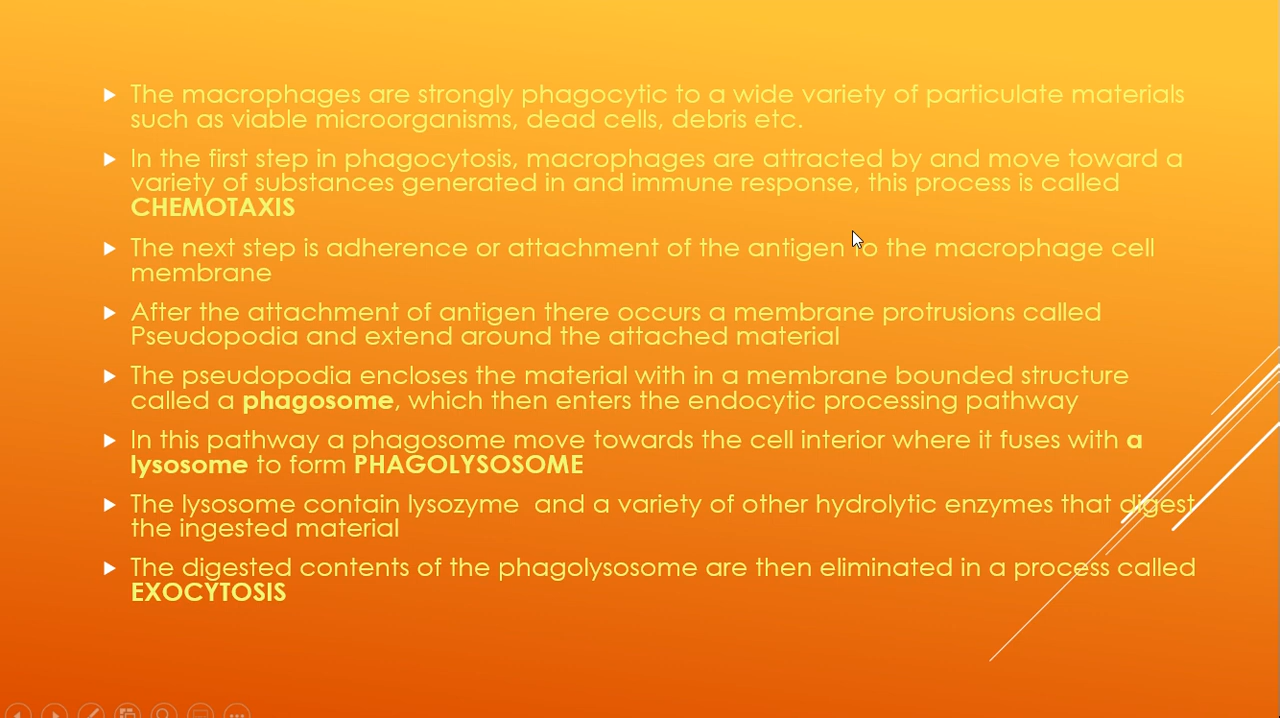 The macrophages are strongly phagocytic to a wide variety of particulate materials
such as viable microorganisms, dead cells, debris etc.
In the first step in phagocytosis, macrophages are attracted by and move toward a
variety of substances generated in and immune response, this process is called
CHEMOTAXIS
The next step is adherence or attachment of the antigen to the macrophage cell
membrane
After the attachment of antigen there occurs a membrane protrusions called
Pseudopodia and extend around the attached material
The pseudopodia encloses the material with in a membrane bounded structure
called a phagosome, which then enters the endocytic processing pathway
In this pathway a phagosome move towards the cell interior where it fuses with a
lysosome to form PHAGOLYSOSOME
The lysosome contain lysozyme  and a variety of other hydrolytic enzymes that digest
the ingested material
The digested contents of the phagolysosome are then eliminated in a process called
EXOCYTOSIS